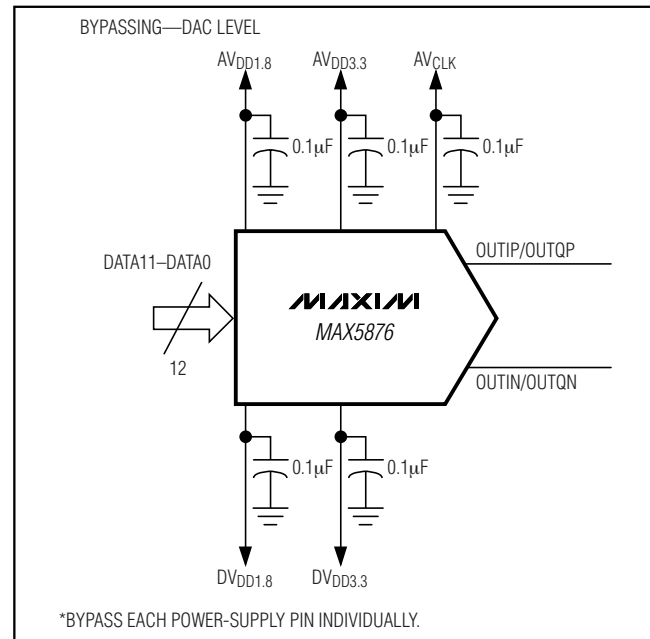 BYPASSING—DAC LEVEL
AVDD1.8 AVDD3.3 AVCLK
0.1µF 0.1µF 0.1µF
OUTIP/OUTQP
DATA11–DATA0
MAXIM
MAX5876
12
OUTIN/OUTQN
0.1µF 0.1µF
DVDD1.8 DVDD3.3
*BYPASS EACH POWER-SUPPLY PIN INDIVIDUALLY.